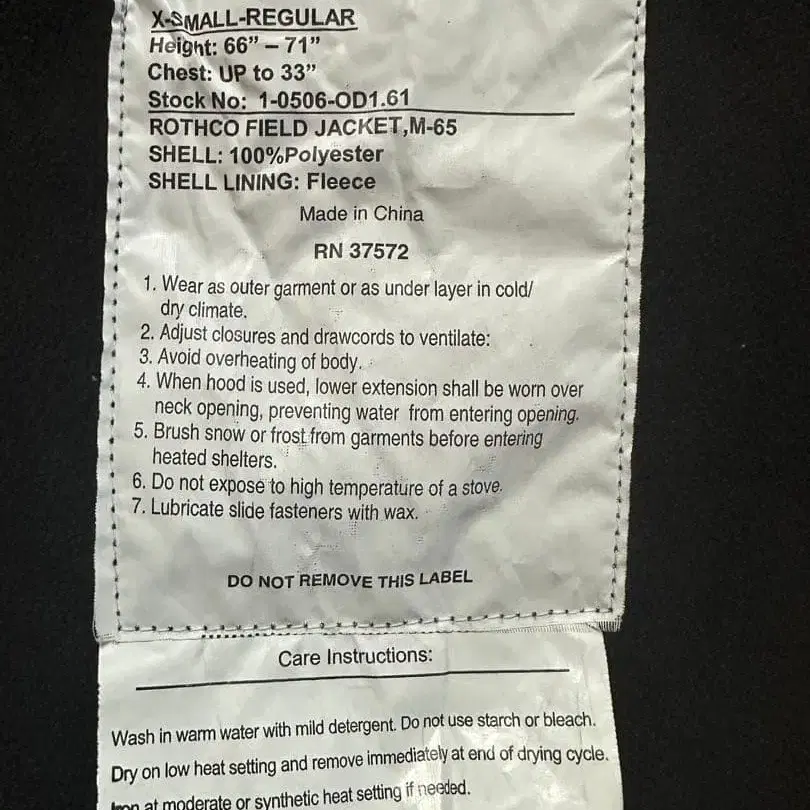 X-SMALL-REGULAR
Height: 66” – 71”
Chest: UP to 33”
Stock No: 1-0506-OD1.61
ROTHCO FIELD JACKET,M-65
SHELL: 100%Polyester
SHELL LINING: Fleece
Made in China
RN 37572
1. Wear as outer garment or as under layer in cold/
dry climate.
2. Adjust closures and drawcords to ventilate:
3. Avoid overheating of body.
4. When hood is used, lower extension shall be worn over
neck opening, preventing water from entering opening.
5. Brush snow or frost from garments before entering
heated shelters.
6. Do not expose to high temperature of a stove.
7. Lubricate slide fasteners with wax.
DO NOT REMOVE THIS LABEL
Care Instructions:
Wash in warm water with mild detergent. Do not use starch or bleach.
Dry on low heat setting and remove immediately at end of drying cycle.
Iron at moderate or synthetic heat setting if needed.